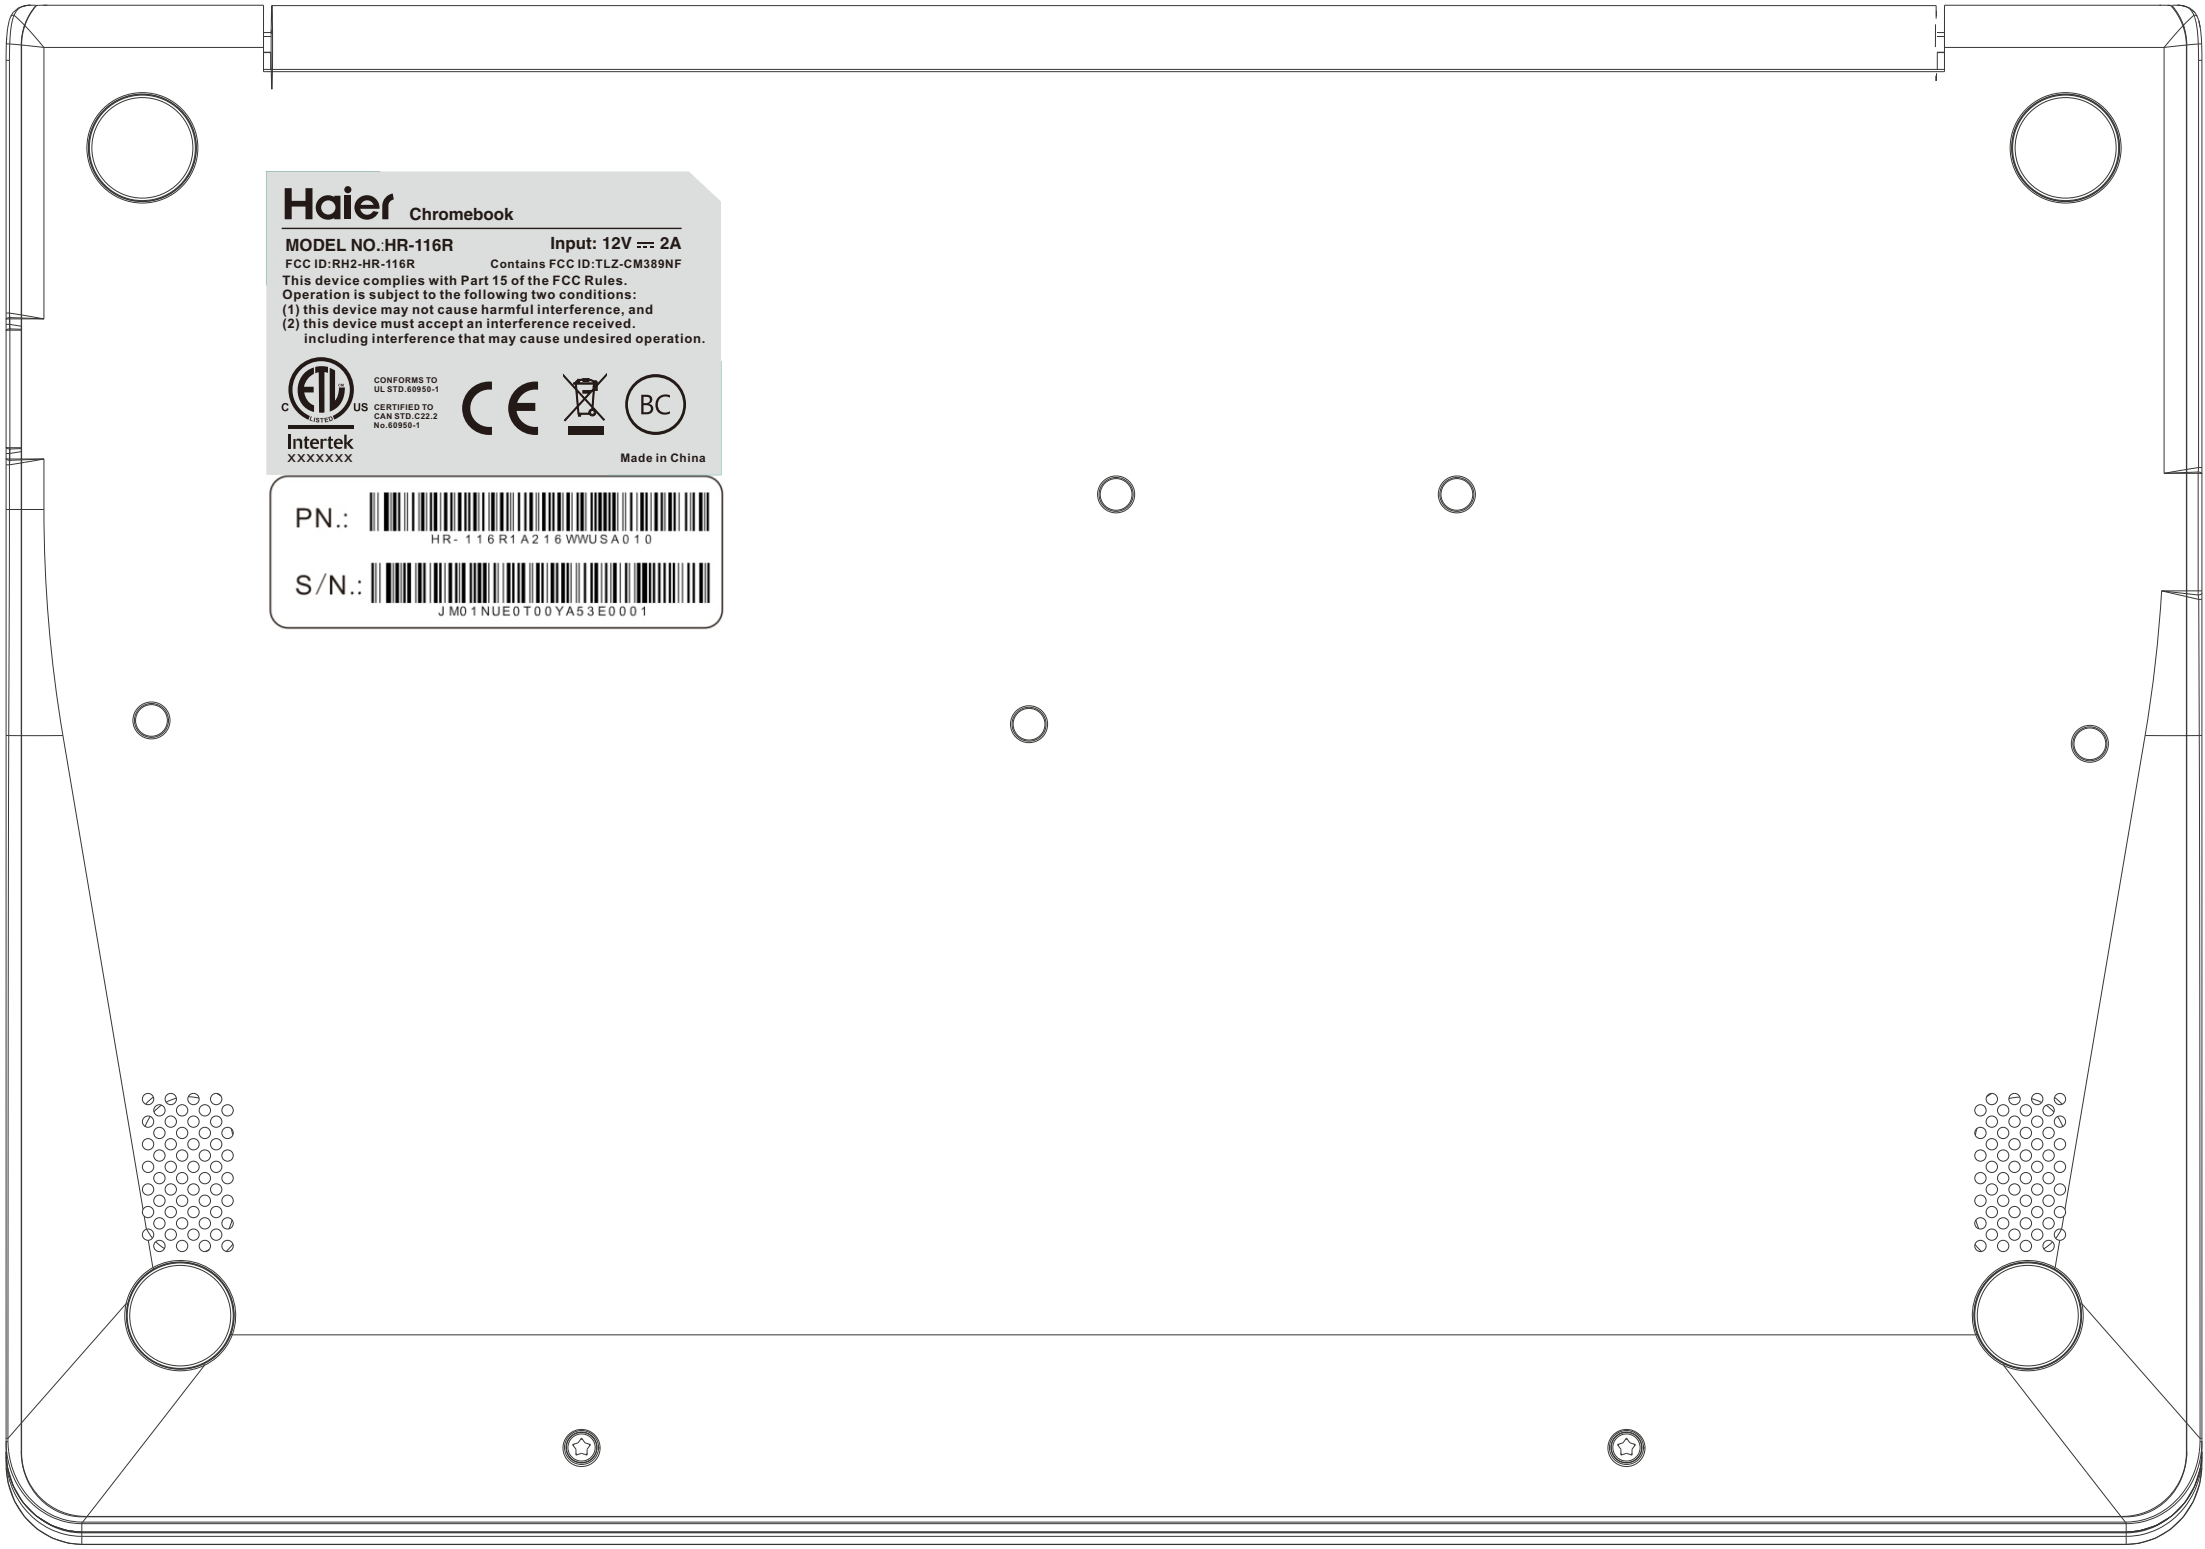 Haier Chromebook
MODEL NO.:HR-116R Input: 12V ⎓ 2A
FCC ID:RH2-HR-116R Contains FCC ID:TLZ-CM389NF
This device complies with Part 15 of the FCC Rules.
Operation is subject to the following two conditions:
(1) this device may not cause harmful interference, and
(2) this device must accept an interference received.
including interference that may cause undesired operation.
ETL CM
LISTED
C US
Intertek
XXXXXXX
CONFORMS TO
UL STD.60950-1
CERTIFIED TO
CAN STD.C22.2
No.60950-1
CE
BC
Made in China
PN.:
HR-116R1A216WWUSA010
S/N.:
JM01NUE0T00YA53E0001